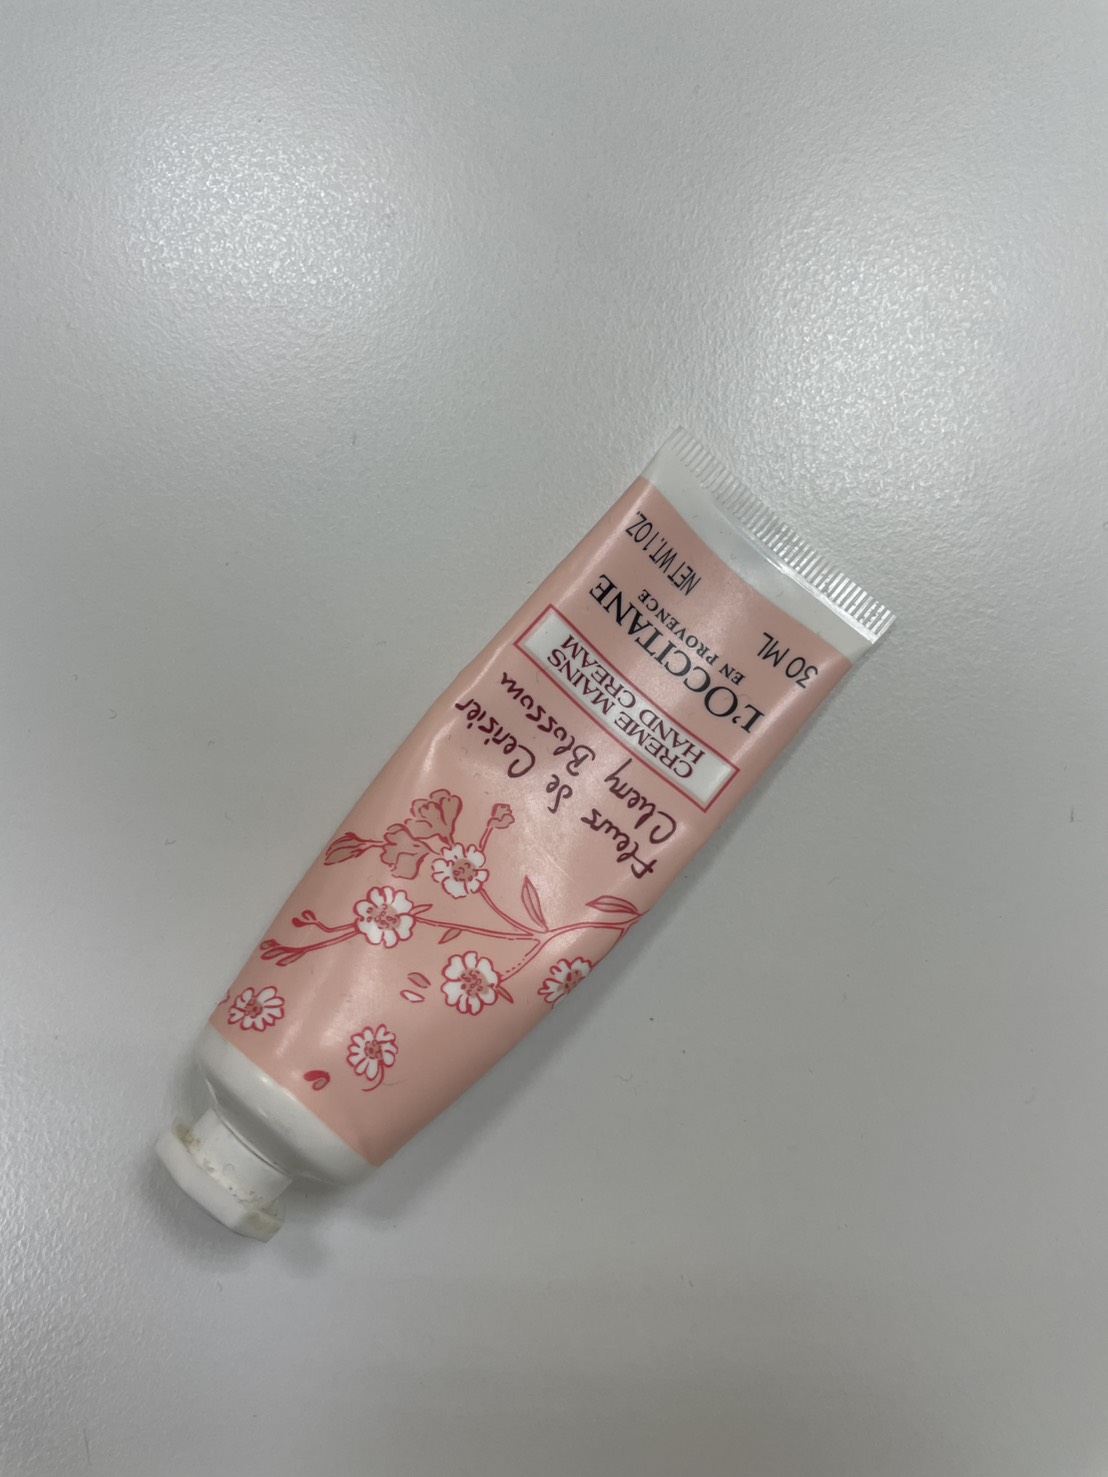 30 ML
NET WT. 1 OZ.
L'OCCITANE
EN PROVENCE
CREME MAINS
HAND CREAM
Fleurs de Cerisier
Cherry Blossom